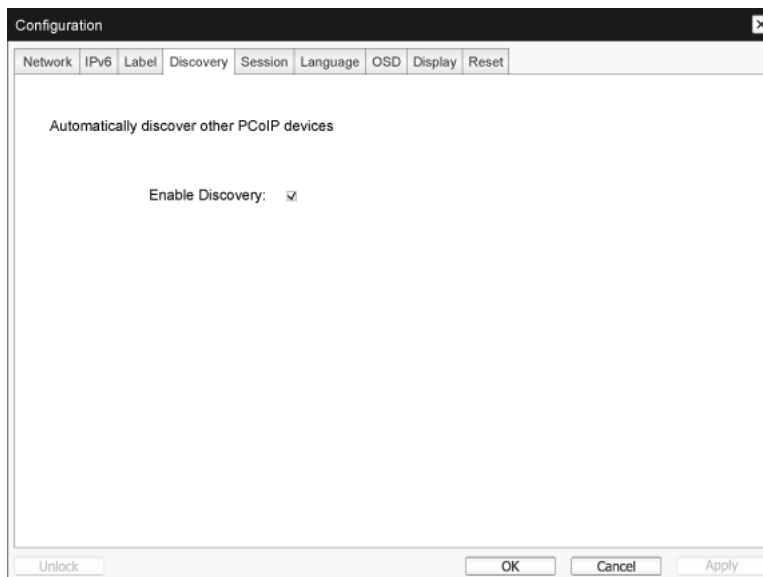 Configuration
Network IPv6 Label Discovery Session Language OSD Display Reset
Automatically discover other PCoIP devices
Enable Discovery:
Unlock OK Cancel Apply